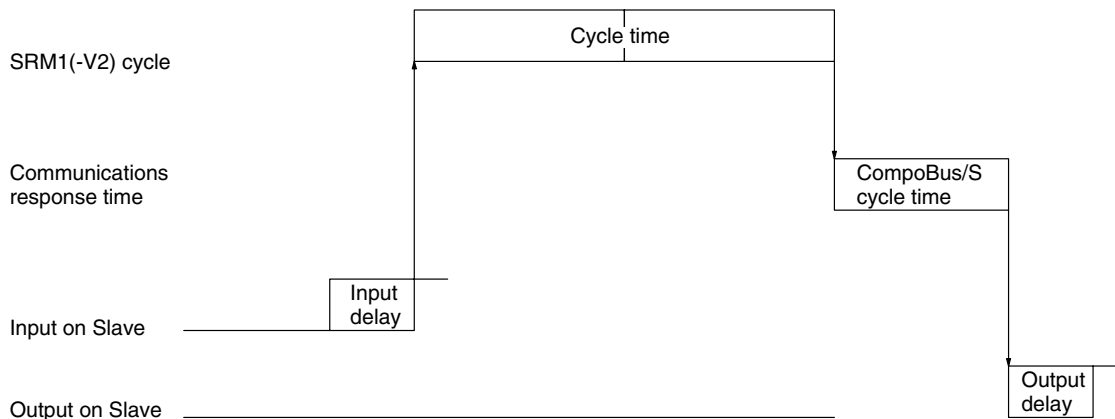 Cycle time
SRM1(-V2) cycle
Communications
response time
CompoBus/S
cycle time
Input
delay
Input on Slave
Output
delay
Output on Slave